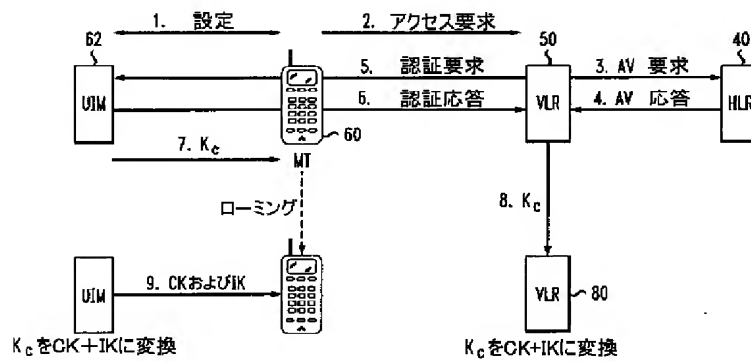 1. 設定
2. アクセス要求
62
50
40
5. 認証要求
3. AV 要求
UIM
VLR
HLR
6. 認証応答
4. AV 応答
60
7. Kc
MT
ローミング
8. Kc
UIM
9. CKおよびIK
VLR
80
KcをCK+IKに変換
KcをCK+IKに変換